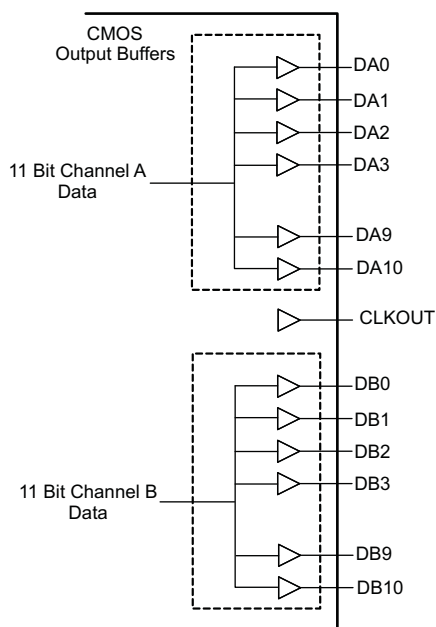 CMOS
Output Buffers
DA0
DA1
DA2
DA3
11 Bit Channel A
Data
DA9
DA10
CLKOUT
DB0
DB1
DB2
DB3
11 Bit Channel B
Data
DB9
DB10